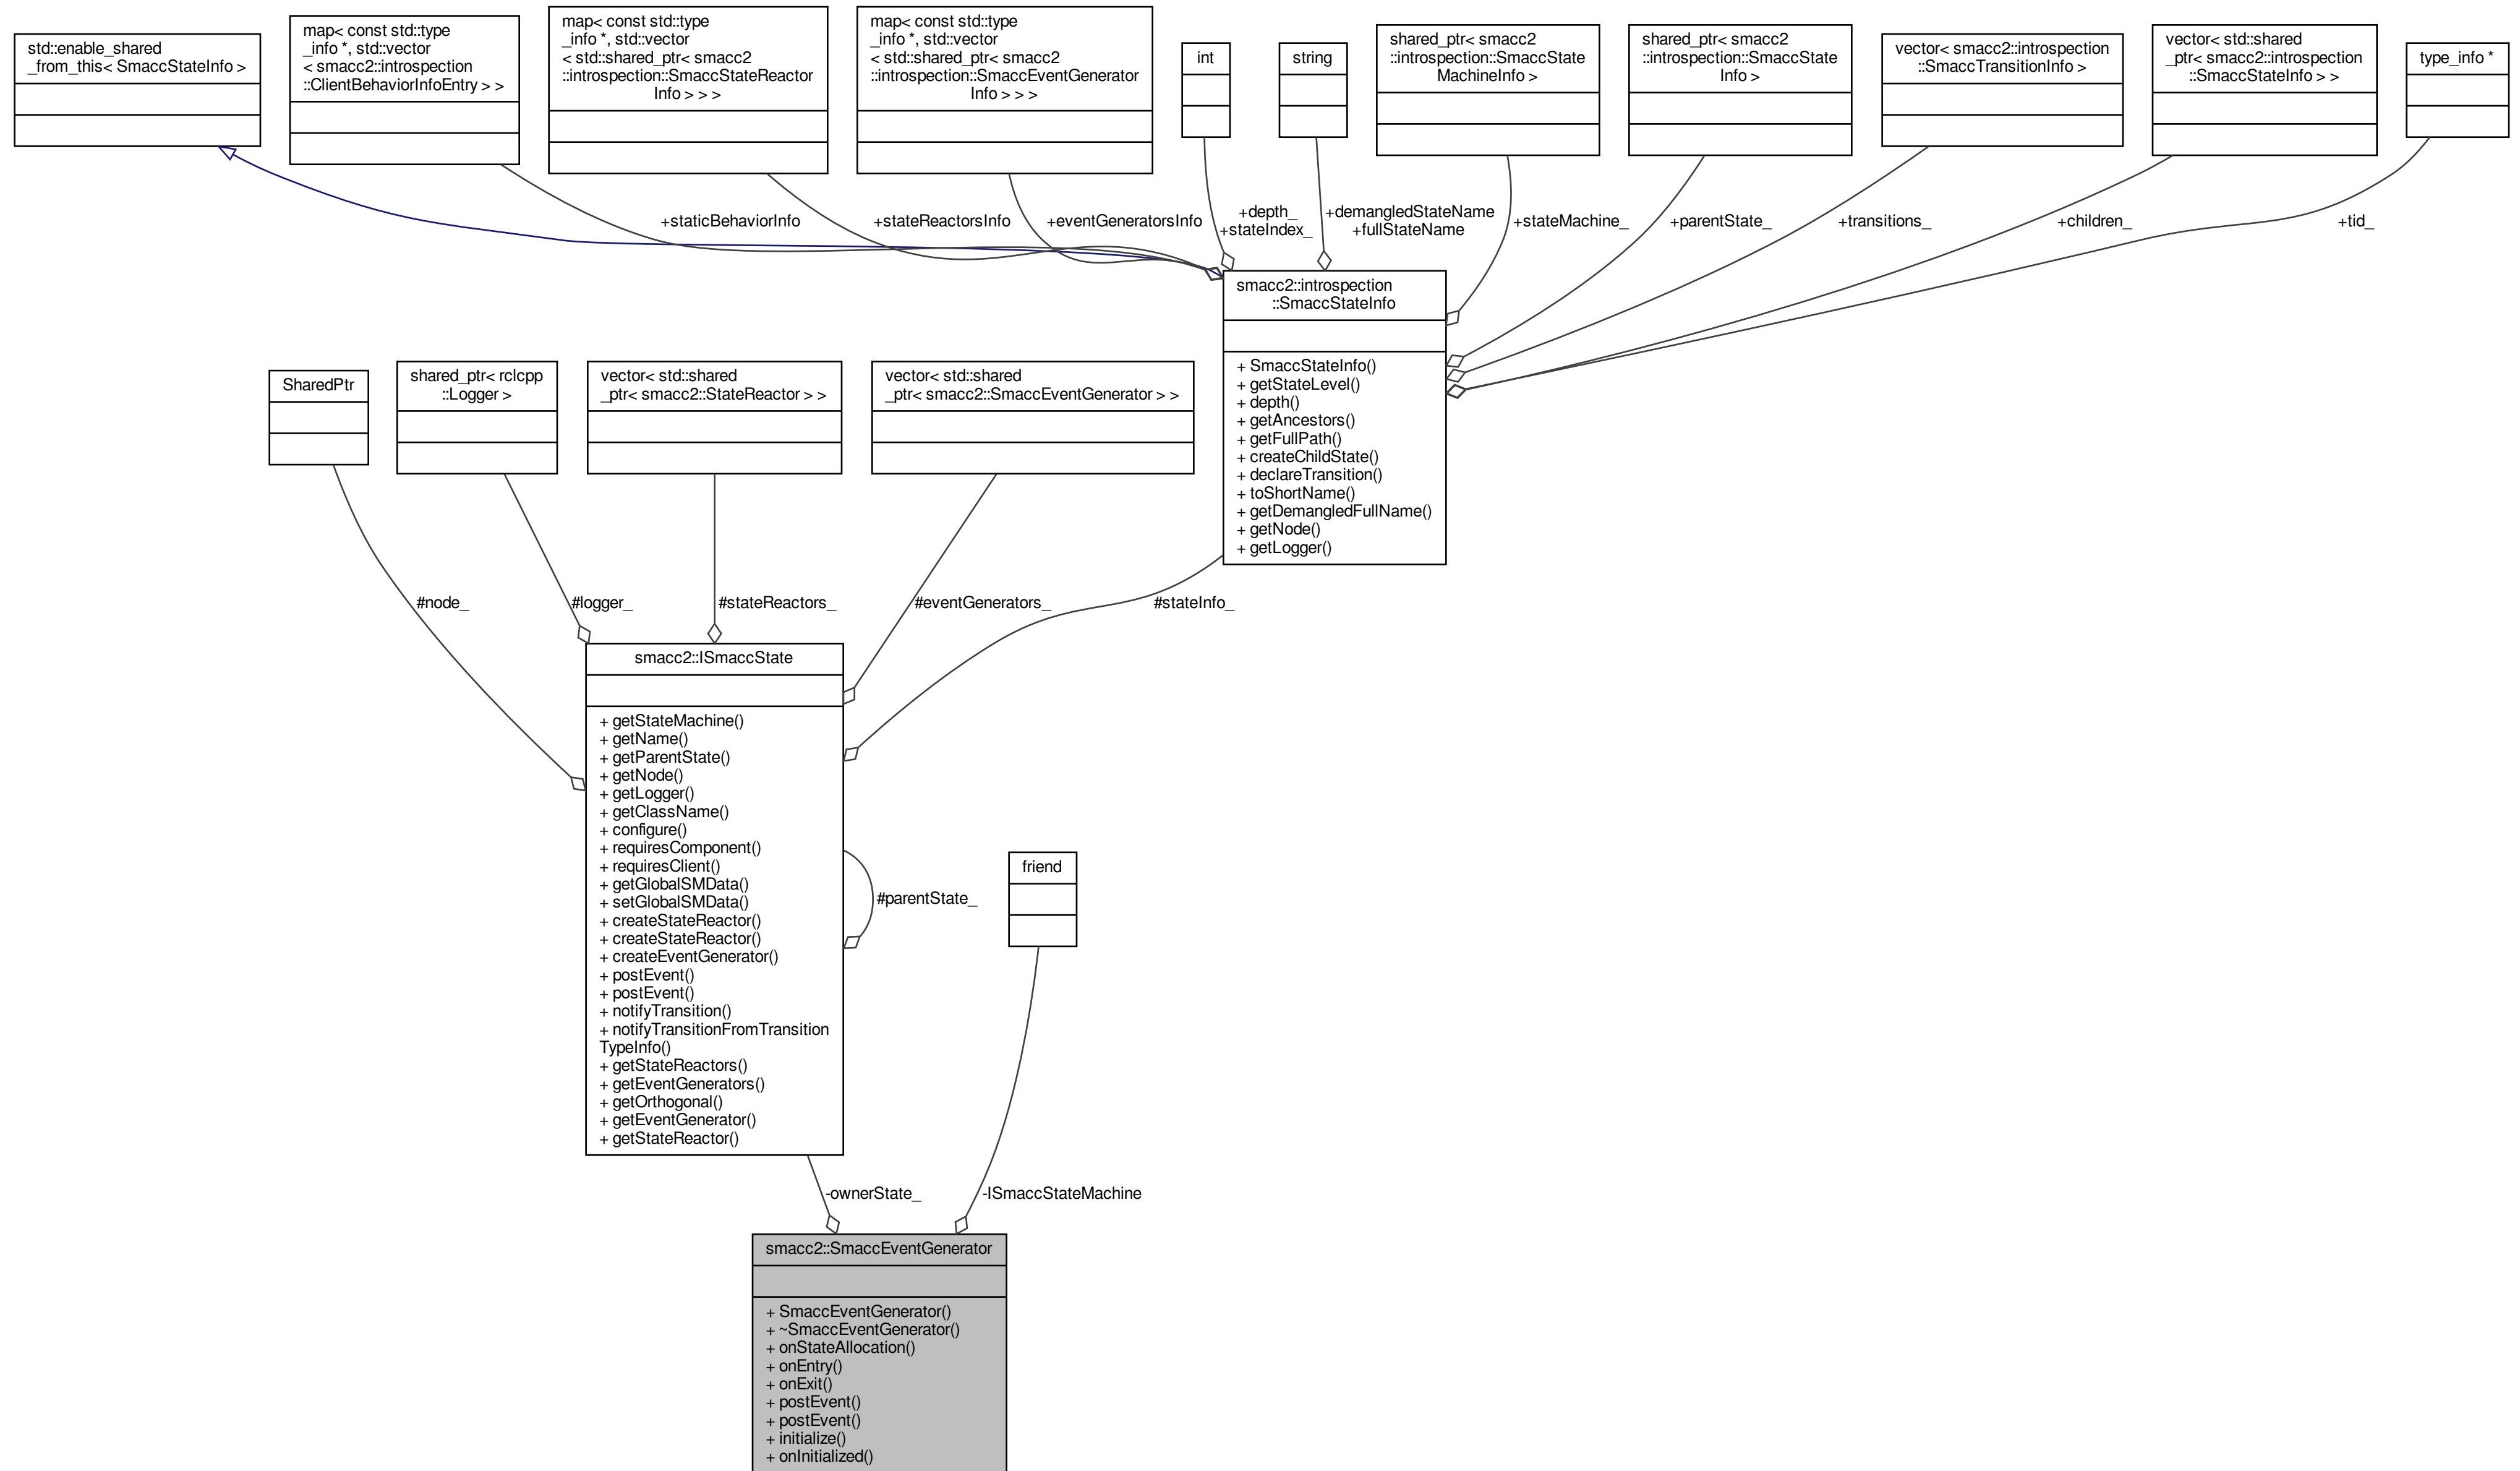 std::enable_shared
_from_this< SmaccStateInfo >
map< const std::type
_info *, std::vector
< smacc2::introspection
::ClientBehaviorInfoEntry > >
map< const std::type
_info *, std::vector
< std::shared_ptr< smacc2
::introspection::SmaccStateReactor
Info > > >
map< const std::type
_info *, std::vector
< std::shared_ptr< smacc2
::introspection::SmaccEventGenerator
Info > > >
int
string
shared_ptr< smacc2
::introspection::SmaccState
MachineInfo >
shared_ptr< smacc2
::introspection::SmaccState
Info >
vector< smacc2::introspection
::SmaccTransitionInfo >
vector< std::shared
_ptr< smacc2::introspection
::SmaccStateInfo > >
type_info *
+staticBehaviorInfo
+stateReactorsInfo
+eventGeneratorsInfo
+depth_
+stateIndex_
+demangledStateName
+fullStateName
+stateMachine_
+parentState_
+transitions_
+children_
+tid_
smacc2::introspection
::SmaccStateInfo
+ SmaccStateInfo()
+ getStateLevel()
+ depth()
+ getAncestors()
+ getFullPath()
+ createChildState()
+ declareTransition()
+ toShortName()
+ getDemangledFullName()
+ getNode()
+ getLogger()
SharedPtr
shared_ptr< rclcpp
::Logger >
vector< std::shared
_ptr< smacc2::StateReactor > >
vector< std::shared
_ptr< smacc2::SmaccEventGenerator > >
#node_
#logger_
#stateReactors_
#eventGenerators_
#stateInfo_
smacc2::ISmaccState
+ getStateMachine()
+ getName()
+ getParentState()
+ getNode()
+ getLogger()
+ getClassName()
+ configure()
+ requiresComponent()
+ requiresClient()
+ getGlobalSMData()
+ setGlobalSMData()
+ createStateReactor()
+ createStateReactor()
+ createEventGenerator()
+ postEvent()
+ postEvent()
+ notifyTransition()
+ notifyTransitionFromTransition
TypeInfo()
+ getStateReactors()
+ getEventGenerators()
+ getOrthogonal()
+ getEventGenerator()
+ getStateReactor()
#parentState_
friend
-ownerState_
-ISmaccStateMachine
smacc2::SmaccEventGenerator
+ SmaccEventGenerator()
+ ~SmaccEventGenerator()
+ onStateAllocation()
+ onEntry()
+ onExit()
+ postEvent()
+ postEvent()
+ initialize()
+ onInitialized()